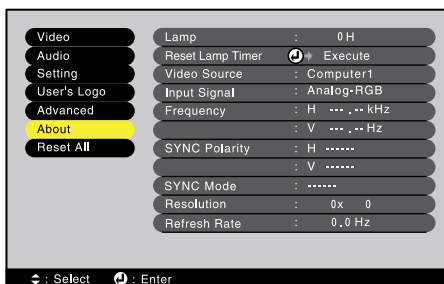 Video
Audio
Setting
User's Logo
Advanced
About
Reset All
Lamp : 0 H
Reset Lamp Timer Execute
Video Source : Computer1
Input Signal : Analog-RGB
Frequency : H ---.-- kHz
: V ---.-- Hz
SYNC Polarity : H ------
: V ------
SYNC Mode : ------
Resolution : 0x 0
Refresh Rate : 0.0 Hz
: Select : Enter